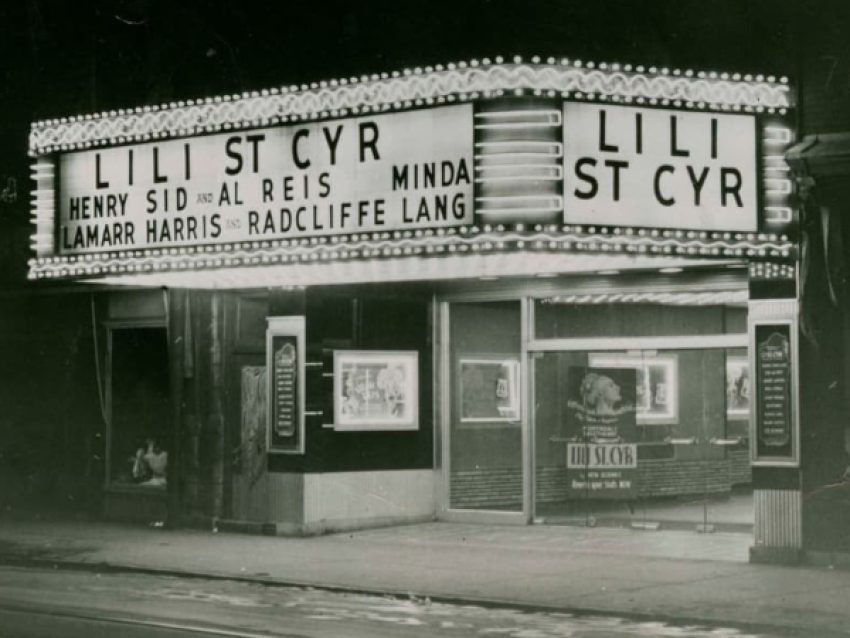 LILI ST CYR
HENRY SID AND AL REIS MINDA
LAMARR HARRIS AND RADCLIFFE LANG
LILI
ST CYR
LILI ST. CYR